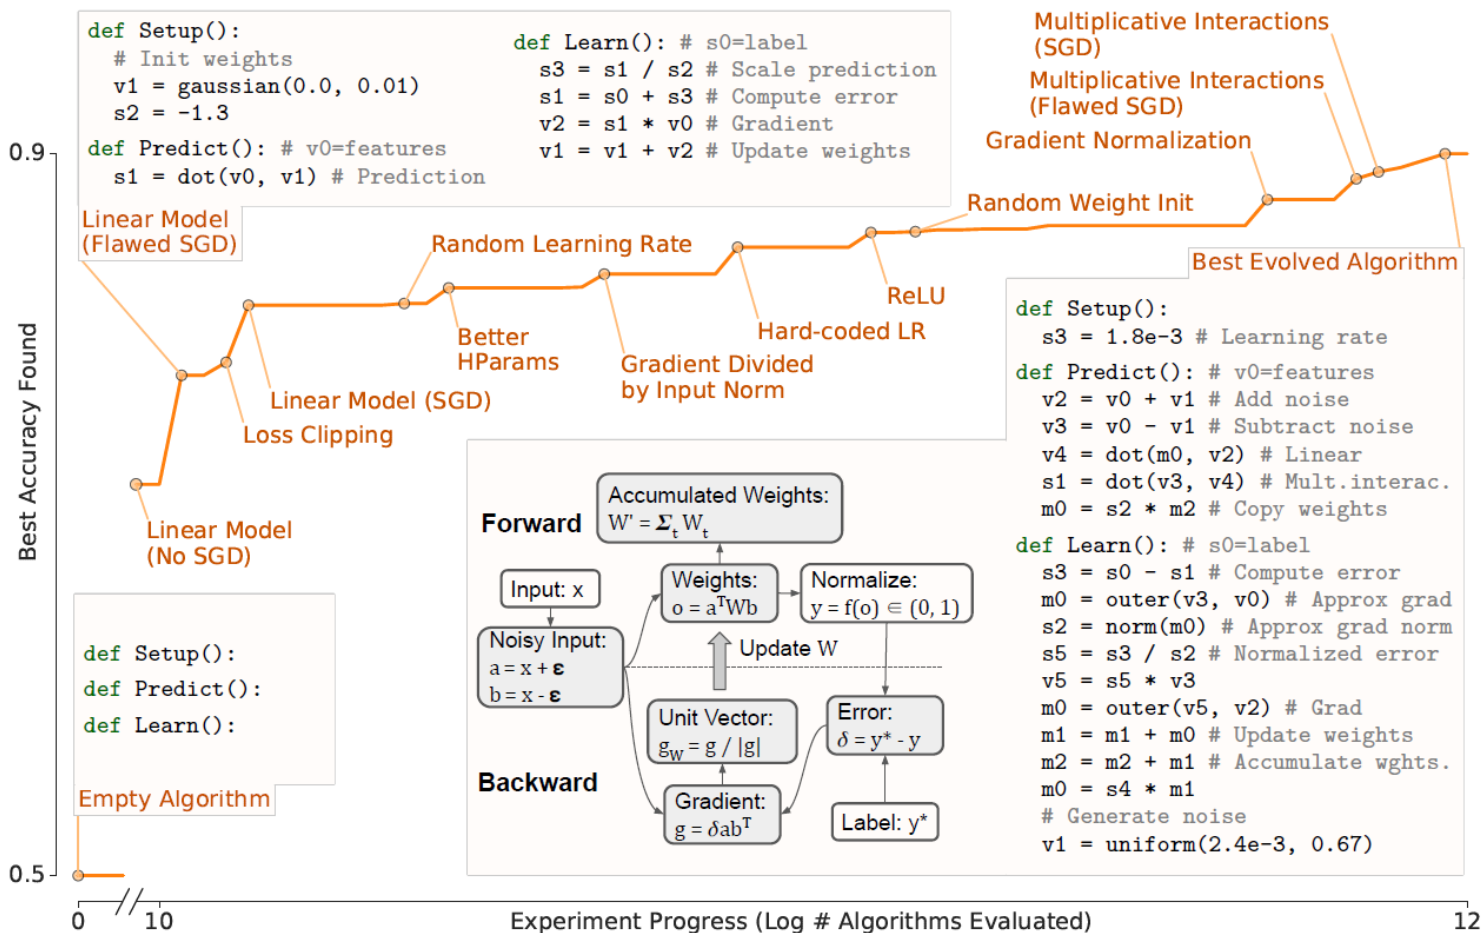 def Setup():
# Init weights
v1 = gaussian(0.0, 0.01)
s2 = -1.3
def Predict(): # v0=features
s1 = dot(v0, v1) # Prediction
def Learn(): # s0=label
s3 = s1 / s2 # Scale prediction
s1 = s0 + s3 # Compute error
v2 = s1 * v0 # Gradient
v1 = v1 + v2 # Update weights
Linear Model
(Flawed SGD)
Multiplicative Interactions
(SGD)
Multiplicative Interactions
(Flawed SGD)
Gradient Normalization
Random Weight Init
Random Learning Rate
ReLU
Hard-coded LR
Better
HParams
Gradient Divided
by Input Norm
Linear Model (SGD)
Loss Clipping
Linear Model
(No SGD)
Best Evolved Algorithm
def Setup():
s3 = 1.8e-3 # Learning rate
def Predict(): # v0=features
v2 = v0 + v1 # Add noise
v3 = v0 - v1 # Subtract noise
v4 = dot(m0, v2) # Linear
s1 = dot(v3, v4) # Mult.interac.
m0 = s2 * m2 # Copy weights
def Learn(): # s0=label
s3 = s0 - s1 # Compute error
m0 = outer(v3, v0) # Approx grad
s2 = norm(m0) # Approx grad norm
s5 = s3 / s2 # Normalized error
v5 = s5 * v3
m0 = outer(v5, v2) # Grad
m1 = m1 + m0 # Update weights
m2 = m2 + m1 # Accumulate wghts.
m0 = s4 * m1
# Generate noise
v1 = uniform(2.4e-3, 0.67)
Forward
Accumulated Weights:
W' = Σt Wt
Input: x
Weights:
o = aᵀWb
Normalize:
y = f(o) ∈ (0, 1)
Noisy Input:
a = x + ε
b = x - ε
Update W
Unit Vector:
gW = g / |g|
Error:
δ = y* - y
Backward
Gradient:
g = δabᵀ
Label: y*
def Setup():
def Predict():
def Learn():
Empty Algorithm
Best Accuracy Found
0.9
0.5
0
10
Experiment Progress (Log # Algorithms Evaluated)
12